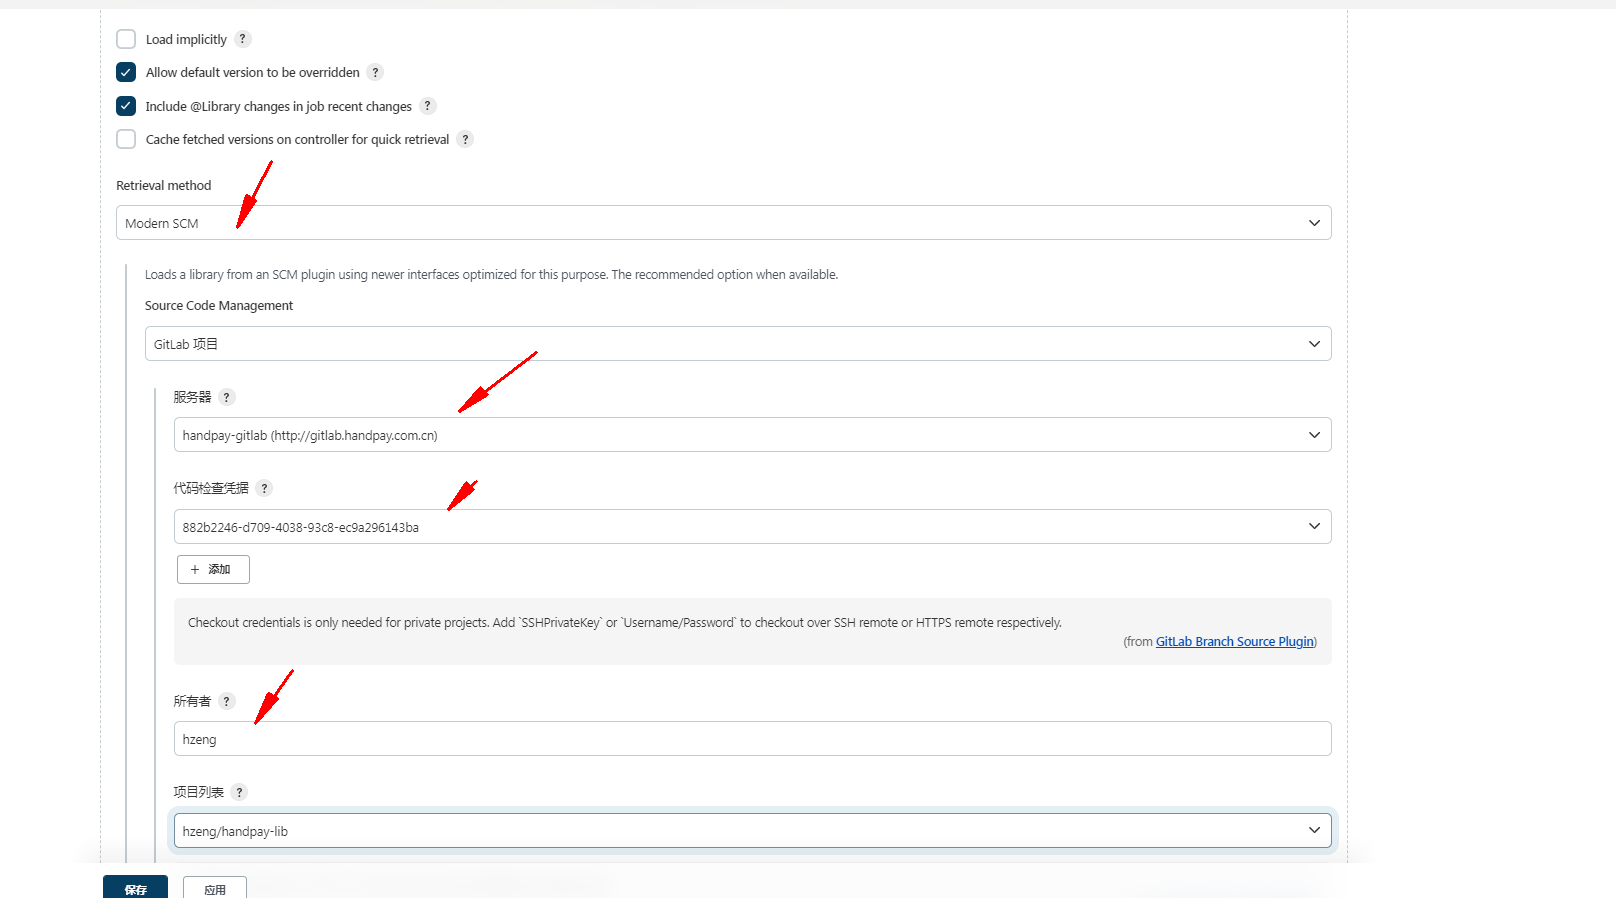 Load implicitly ?
Allow default version to be overridden ?
Include @Library changes in job recent changes ?
Cache fetched versions on controller for quick retrieval ?
Retrieval method
Modern SCM
Loads a library from an SCM plugin using newer interfaces optimized for this purpose. The recommended option when available.
Source Code Management
GitLab 项目
服务器 ?
handpay-gitlab (http://gitlab.handpay.com.cn)
代码检查凭据 ?
882b2246-d709-4038-93c8-ec9a296143ba
+ 添加
Checkout credentials is only needed for private projects. Add `SSHPrivateKey` or `Username/Password` to checkout over SSH remote or HTTPS remote respectively.
(from GitLab Branch Source Plugin)
所有者 ?
hzeng
项目列表 ?
hzeng/handpay-lib
保存 应用